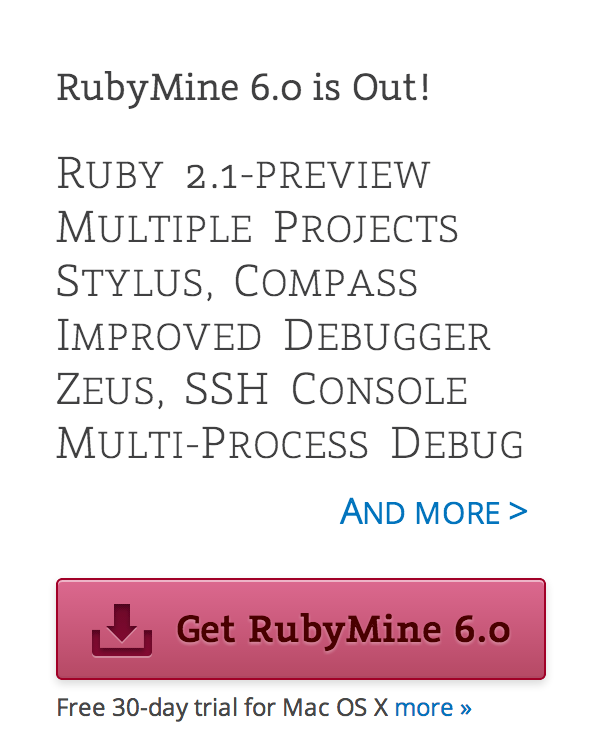 RubyMine 6.0 is Out!
Ruby 2.1-preview
Multiple Projects
Stylus, Compass
Improved Debugger
Zeus, SSH Console
Multi-Process Debug
And more >
Get RubyMine 6.0
Free 30-day trial for Mac OS X more »